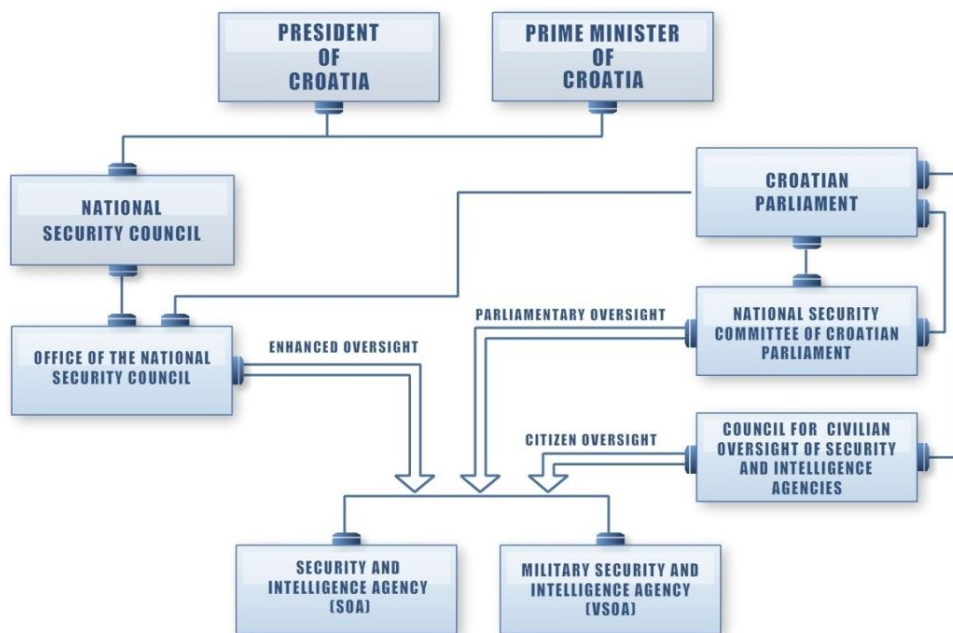 PRESIDENT
OF
CROATIA
PRIME MINISTER
OF
CROATIA
NATIONAL
SECURITY COUNCIL
CROATIAN
PARLIAMENT
OFFICE OF THE NATIONAL
SECURITY COUNCIL
ENHANCED OVERSIGHT
PARLIAMENTARY OVERSIGHT
NATIONAL SECURITY
COMMITTEE OF CROATIAN
PARLIAMENT
CITIZEN OVERSIGHT
COUNCIL FOR CIVILIAN
OVERSIGHT OF SECURITY
AND INTELLIGENCE
AGENCIES
SECURITY AND
INTELLIGENCE AGENCY
(SOA)
MILITARY SECURITY AND
INTELLIGENCE AGENCY
(VSOA)